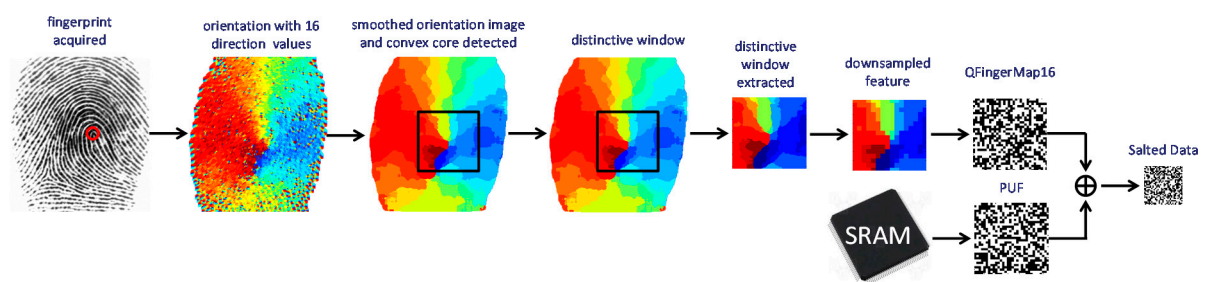 fingerprint
acquired
orientation with 16
direction values
smoothed orientation image
and convex core detected
distinctive window
distinctive
window
extracted
downsampled
feature
QFingerMap16
Salted Data
PUF
SRAM